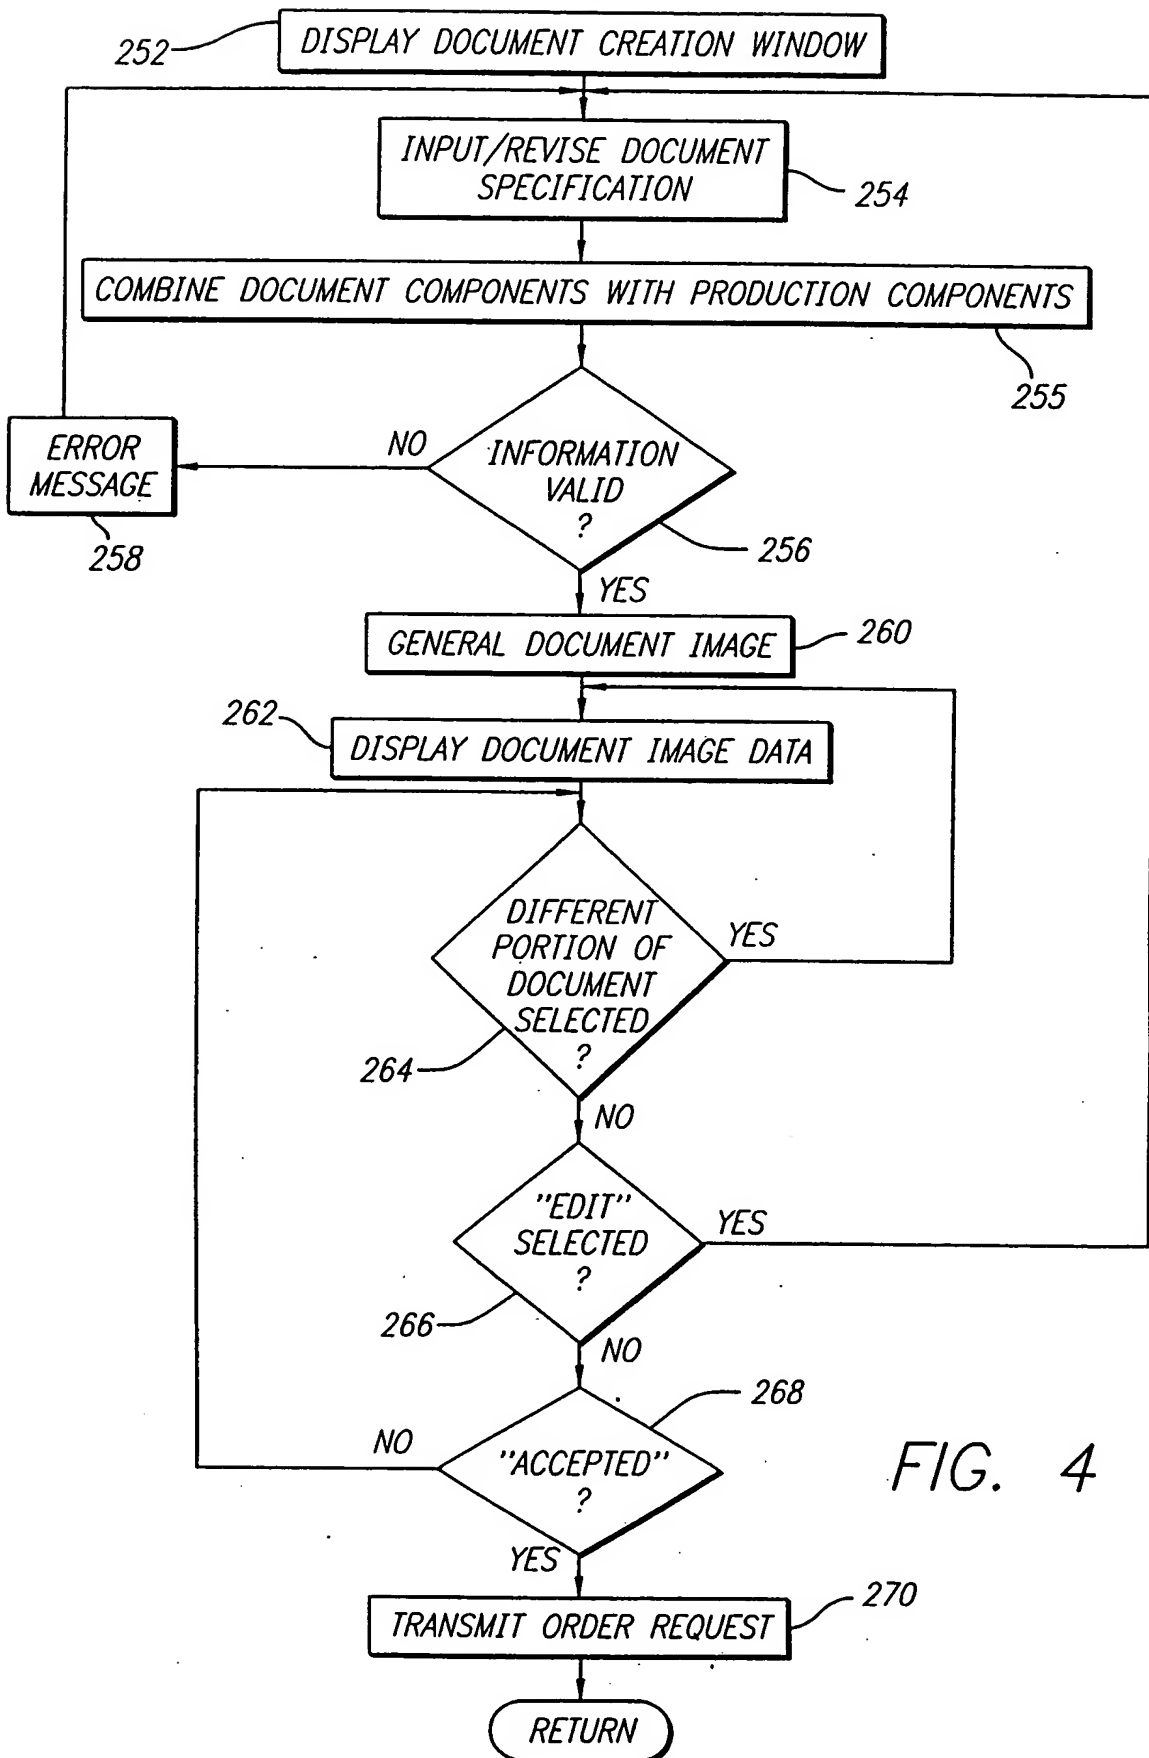 252
DISPLAY DOCUMENT CREATION WINDOW
INPUT/REVISE DOCUMENT
SPECIFICATION
254
COMBINE DOCUMENT COMPONENTS WITH PRODUCTION COMPONENTS
255
ERROR
MESSAGE
258
NO
INFORMATION
VALID
?
256
YES
GENERAL DOCUMENT IMAGE
260
262
DISPLAY DOCUMENT IMAGE DATA
DIFFERENT
PORTION OF
DOCUMENT
SELECTED
?
YES
264
NO
"EDIT"
SELECTED
?
YES
266
NO
268
NO
"ACCEPTED"
?
FIG. 4
YES
270
TRANSMIT ORDER REQUEST
RETURN